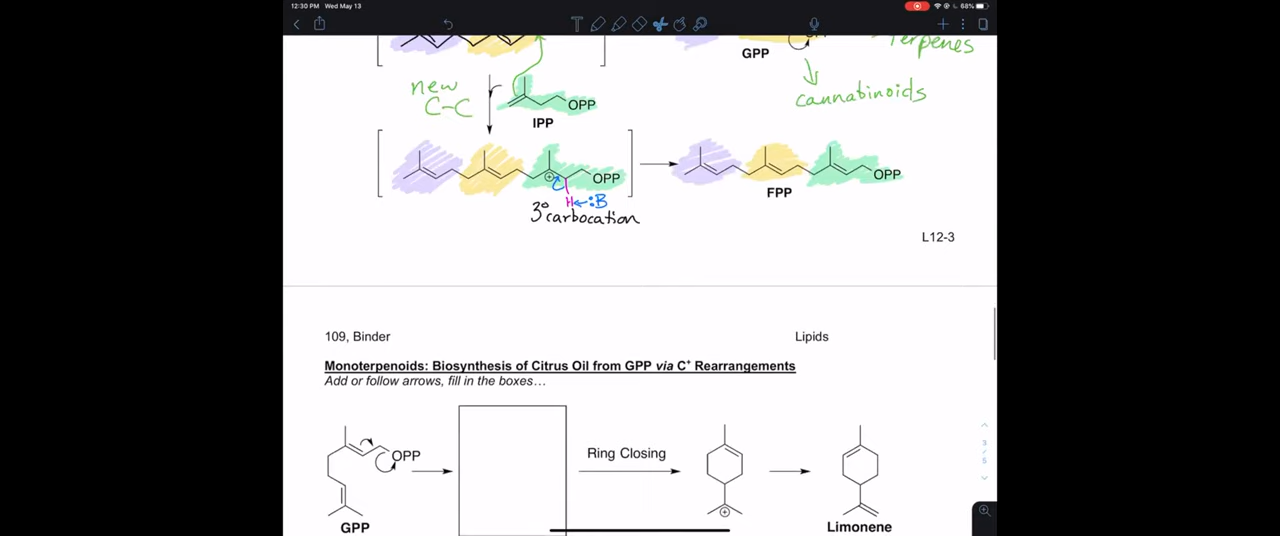 12:30 PM Wed May 13
68%
Terpenes
GPP
cannabinoids
new
C-C
OPP
IPP
OPP
⊕
H :B
3° carbocation
OPP
FPP
L12-3
109, Binder
Lipids
Monoterpenoids: Biosynthesis of Citrus Oil from GPP via C⁺ Rearrangements
Add or follow arrows, fill in the boxes…
OPP
GPP
Ring Closing
⊕
Limonene
3
/
5